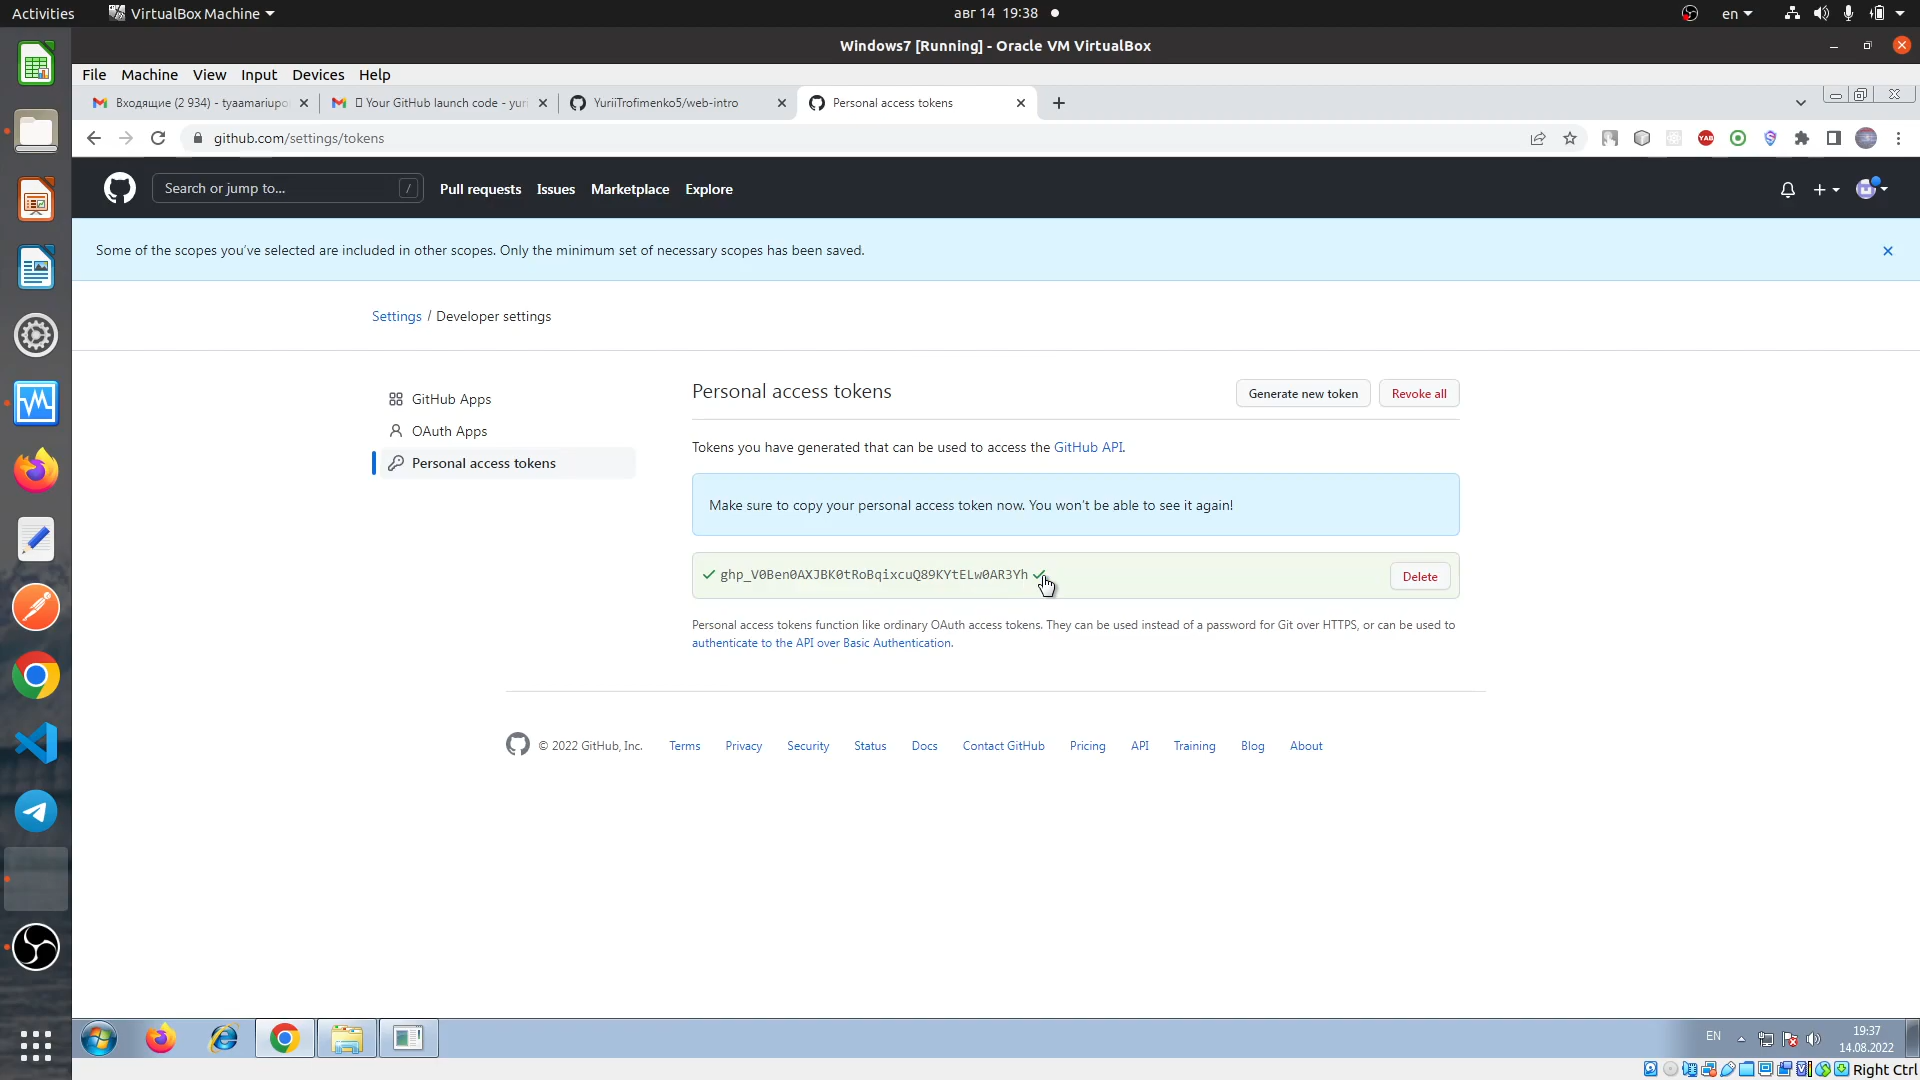 Activities
VirtualBox Machine
авг 14 19:38
en
Windows7 [Running] - Oracle VM VirtualBox
File Machine View Input Devices Help
Входящие (2 934) - tyaamariupo
Your GitHub launch code - yuri
YuriiTrofimenko5/web-intro
Personal access tokens
github.com/settings/tokens
YAB
Search or jump to...
/
Pull requests
Issues
Marketplace
Explore
Some of the scopes you’ve selected are included in other scopes. Only the minimum set of necessary scopes has been saved.
Settings / Developer settings
GitHub Apps
OAuth Apps
Personal access tokens
Personal access tokens
Generate new token
Revoke all
Tokens you have generated that can be used to access the GitHub API.
Make sure to copy your personal access token now. You won’t be able to see it again!
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
Delete
Personal access tokens function like ordinary OAuth access tokens. They can be used instead of a password for Git over HTTPS, or can be used to
authenticate to the API over Basic Authentication.
© 2022 GitHub, Inc.
Terms
Privacy
Security
Status
Docs
Contact GitHub
Pricing
API
Training
Blog
About
EN
19:37
14.08.2022
Right Ctrl